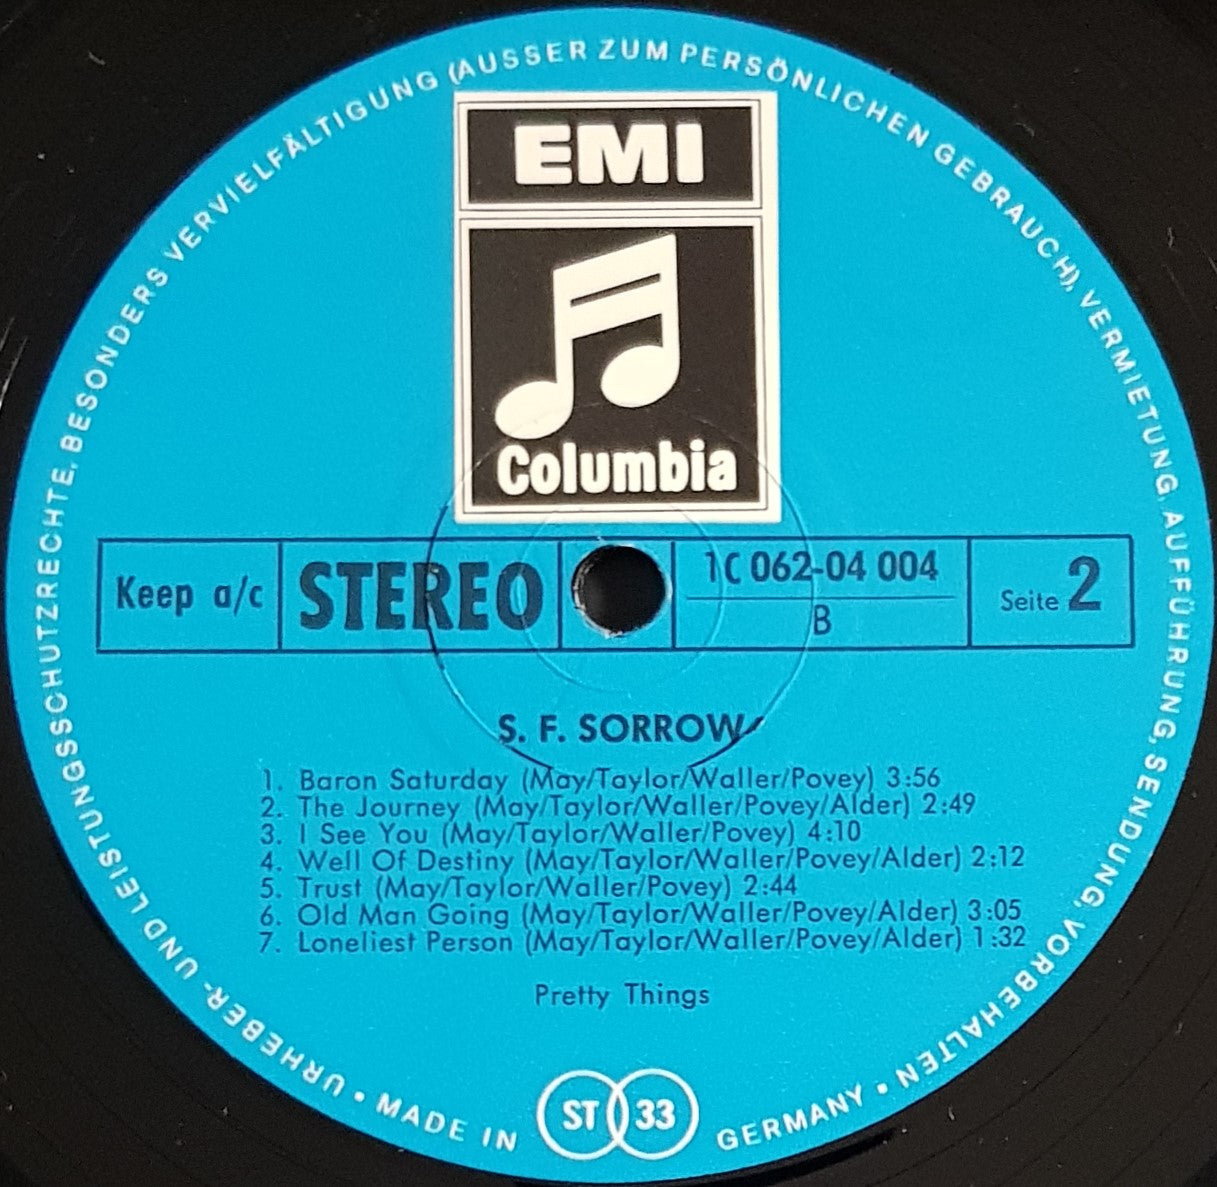 URHEBER- UND LEISTUNGSSCHUTZRECHTE, BESONDERS VERVIELFÄLTIGUNG (AUSSER ZUM PERSÖNLICHEN GEBRAUCH), VERMIETUNG, AUFFÜHRUNG, SENDUNG, VORBEHALTEN •
EMI
Columbia
Keep a/c
STEREO
1C 062-04 004
B
Seite 2
S. F. SORROW
1. Baron Saturday (May/Taylor/Waller/Povey) 3:56
2. The Journey (May/Taylor/Waller/Povey/Alder) 2:49
3. I See You (May/Taylor/Waller/Povey) 4:10
4. Well Of Destiny (May/Taylor/Waller/Povey/Alder) 2:12
5. Trust (May/Taylor/Waller/Povey) 2:44
6. Old Man Going (May/Taylor/Waller/Povey/Alder) 3:05
7. Loneliest Person (May/Taylor/Waller/Povey/Alder) 1:32
Pretty Things
ST 33
• MADE IN GERMANY